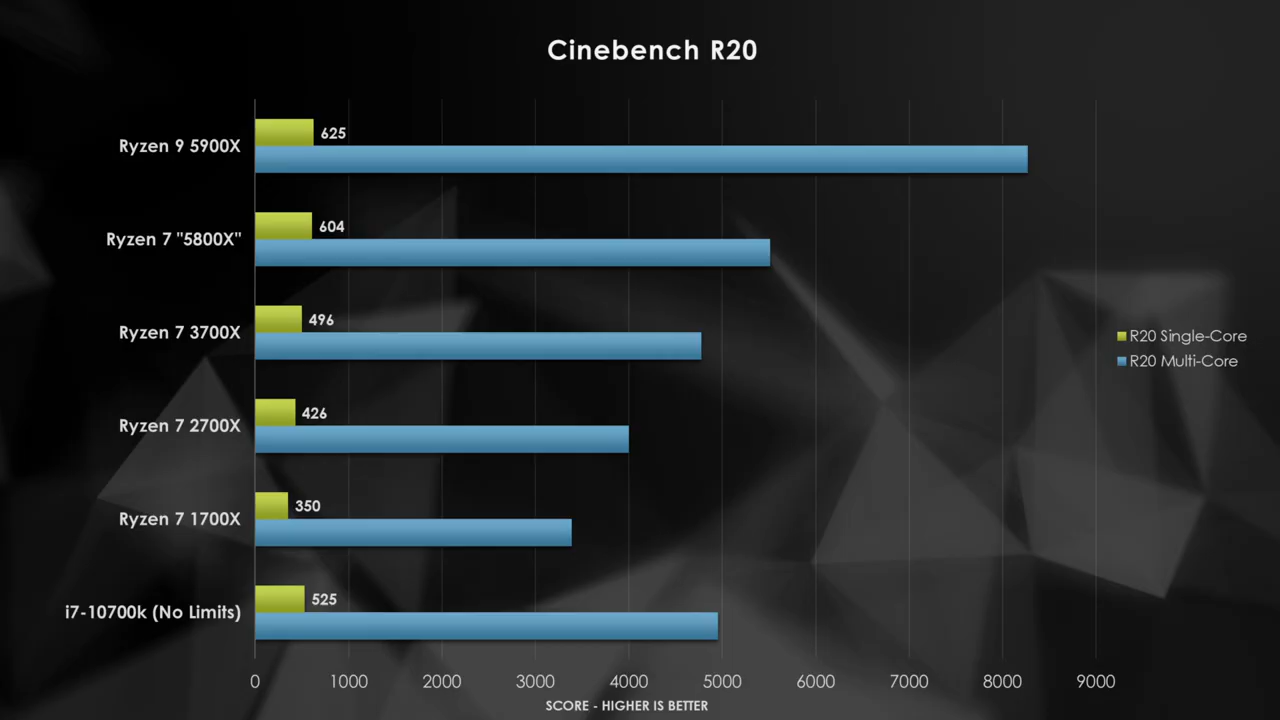 Cinebench R20
Ryzen 9 5900X
625
Ryzen 7 "5800X"
604
Ryzen 7 3700X
496
Ryzen 7 2700X
426
Ryzen 7 1700X
350
i7-10700k (No Limits)
525
R20 Single-Core
R20 Multi-Core
0 1000 2000 3000 4000 5000 6000 7000 8000 9000
SCORE - HIGHER IS BETTER